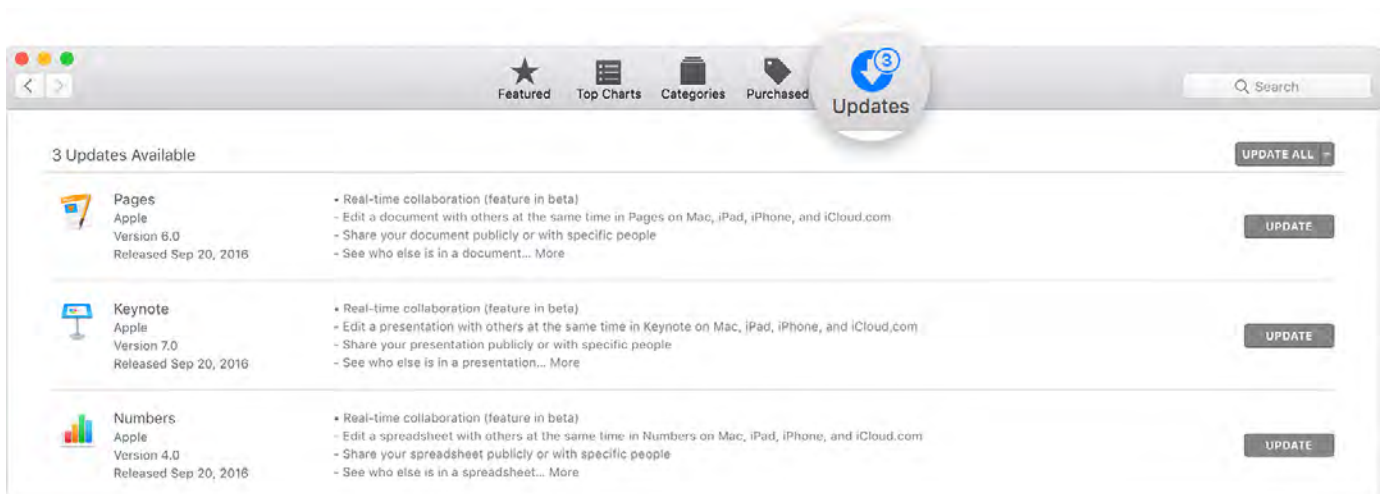 3
Featured Top Charts Categories Purchased Updates
Search
3 Updates Available
UPDATE ALL
Pages
Apple
Version 6.0
Released Sep 20, 2016
• Real-time collaboration (feature in beta)
- Edit a document with others at the same time in Pages on Mac, iPad, iPhone, and iCloud.com
- Share your document publicly or with specific people
- See who else is in a document... More
UPDATE
Keynote
Apple
Version 7.0
Released Sep 20, 2016
• Real-time collaboration (feature in beta)
- Edit a presentation with others at the same time in Keynote on Mac, iPad, iPhone, and iCloud.com
- Share your presentation publicly or with specific people
- See who else is in a presentation... More
UPDATE
Numbers
Apple
Version 4.0
Released Sep 20, 2016
• Real-time collaboration (feature in beta)
- Edit a spreadsheet with others at the same time in Numbers on Mac, iPad, iPhone, and iCloud.com
- Share your spreadsheet publicly or with specific people
- See who else is in a spreadsheet... More
UPDATE